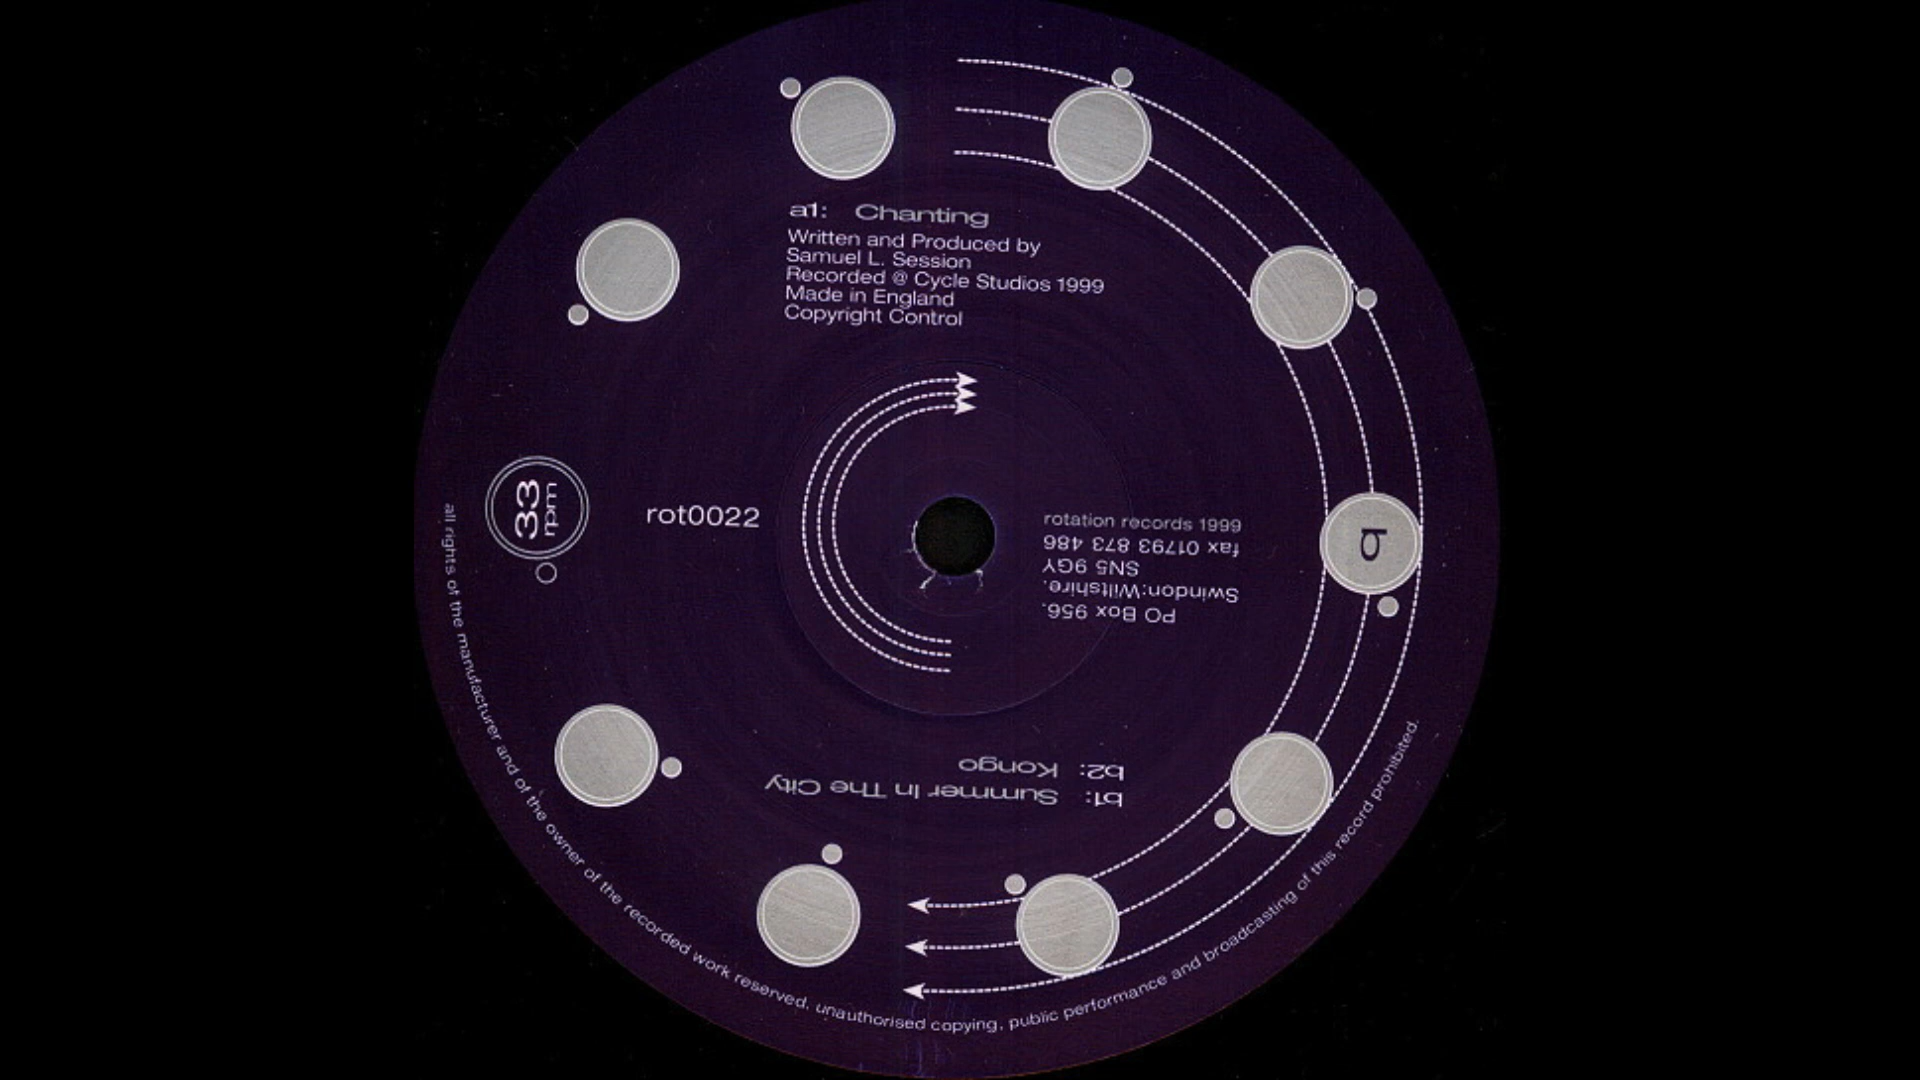 a1: Chanting
Written and Produced by
Samuel L. Session
Recorded @ Cycle Studios 1999
Made in England
Copyright Control
33
rpm
rot0022
rotation records 1999
PO Box 956.
Swindon:Wiltshire.
SN5 9GY
fax 01793 873 486
b
b1: Summer In The City
b2: Kongo
all rights of the manufacturer and of the owner of the recorded work reserved. unauthorised copying, public performance and broadcasting of this record prohibited.